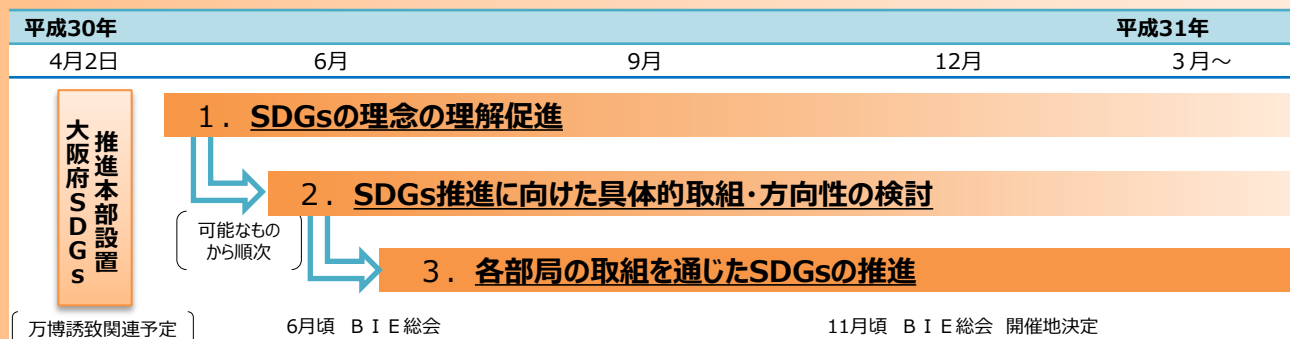 平成30年 平成31年
4月2日 6月 9月 12月 3月～
大阪府SDGs
推進本部設置
1．SDGsの理念の理解促進
2．SDGs推進に向けた具体的取組・方向性の検討
可能なもの
から順次
3．各部局の取組を通じたSDGsの推進
万博誘致関連予定 6月頃 ＢＩＥ総会 11月頃 ＢＩＥ総会 開催地決定